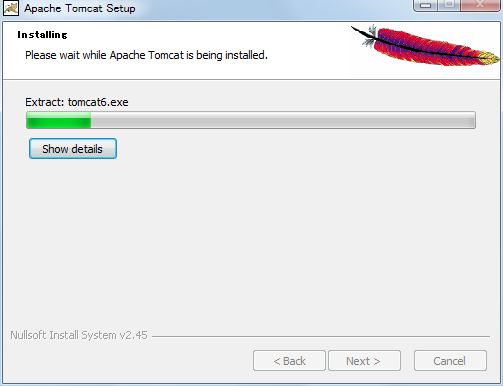 Apache Tomcat Setup
Installing
Please wait while Apache Tomcat is being installed.
Extract: tomcat6.exe
Show details
Nullsoft Install System v2.45
< Back
Next >
Cancel